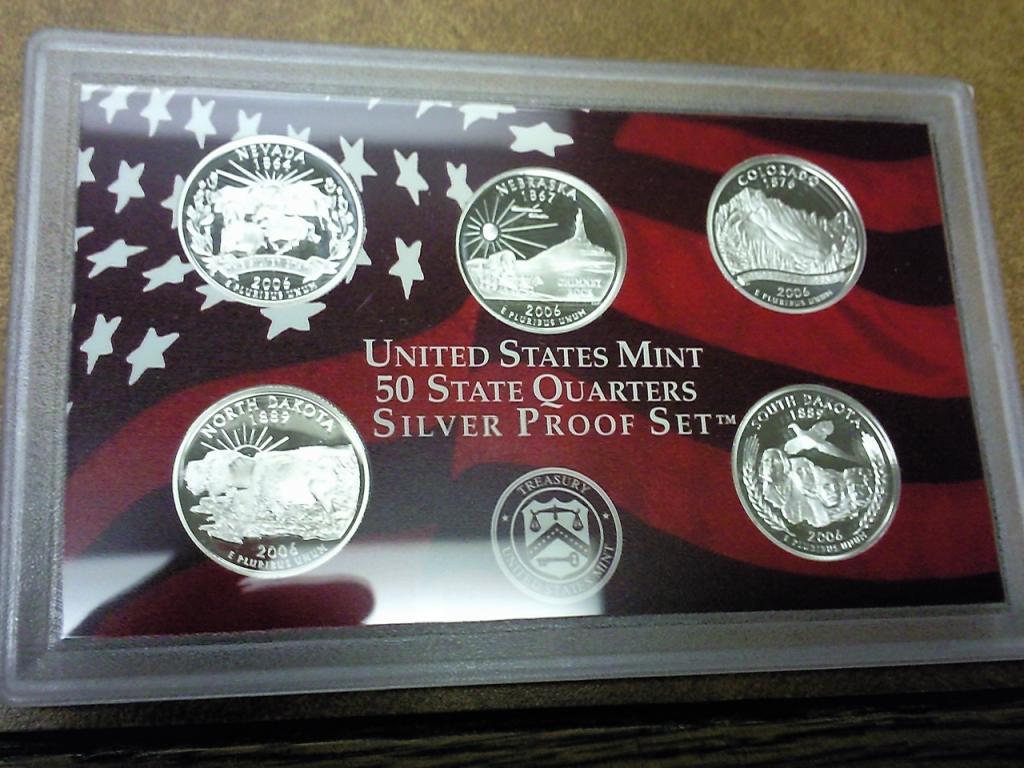 NEVADA
1864
2006
E PLURIBUS UNUM
NEBRASKA
1867
CHIMNEY
ROCK
2006
E PLURIBUS UNUM
COLORADO
1876
2006
E PLURIBUS UNUM
UNITED STATES MINT
50 STATE QUARTERS
SILVER PROOF SET™
NORTH DAKOTA
1889
2006
E PLURIBUS UNUM
TREASURY
UNITED STATES MINT
SOUTH DAKOTA
1889
2006
E PLURIBUS UNUM